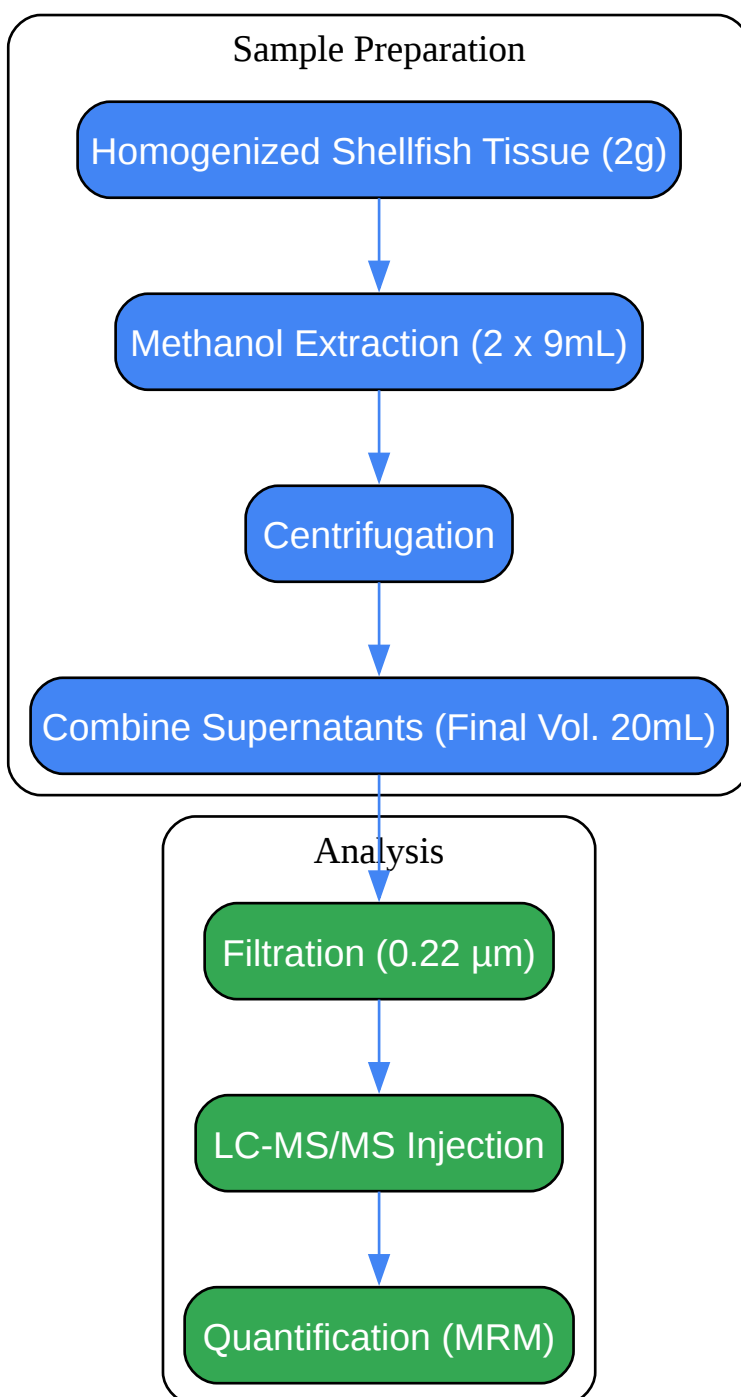 Sample Preparation
Homogenized Shellfish Tissue (2g)
Methanol Extraction (2 x 9mL)
Centrifugation
Combine Supernatants (Final Vol. 20mL)
Analysis
Filtration (0.22 µm)
LC-MS/MS Injection
Quantification (MRM)